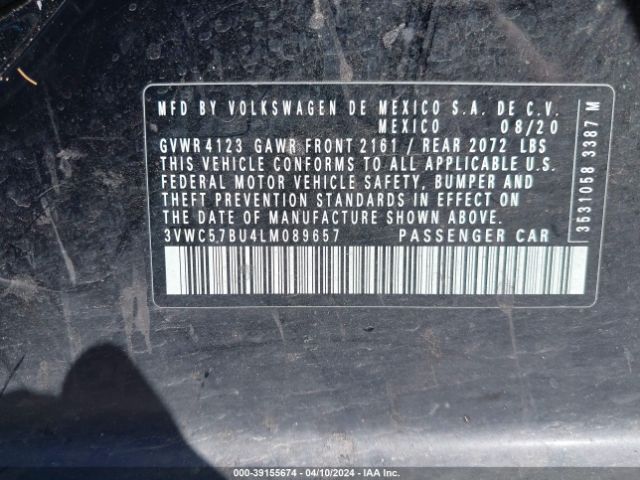 MFD BY VOLKSWAGEN DE MEXICO S.A. DE C.V.
MEXICO 08/20
GVWR 4123 GAWR FRONT 2161 / REAR 2072 LBS
THIS VEHICLE CONFORMS TO ALL APPLICABLE U.S.
FEDERAL MOTOR VEHICLE SAFETY, BUMPER AND
THEFT PREVENTION STANDARDS IN EFFECT ON
THE DATE OF MANUFACTURE SHOWN ABOVE.
3VWC57BU4LM089657 PASSENGER CAR
3531058 3387 M
000-39155674 - 04/10/2024 - IAA Inc.